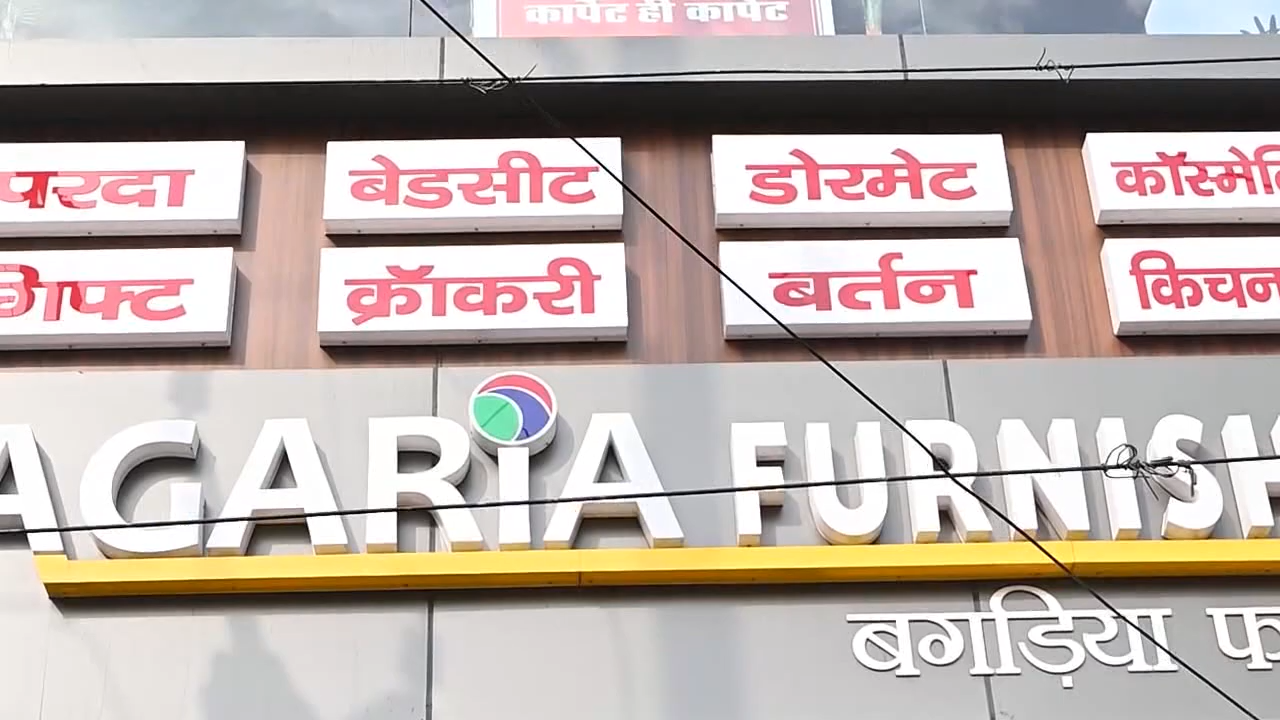 कार्पेट ही कार्पेट
परदा बेडसीट डोरमेट कॉस्मे
गिफ्ट क्रॉकरी बर्तन किचन
AGARiA FURNISH
बगड़िया फ